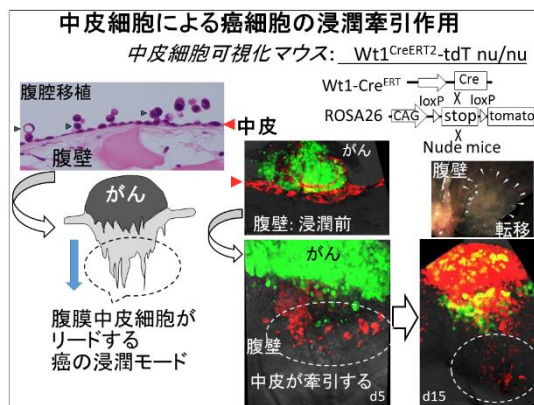 中皮細胞による癌細胞の浸潤牽引作用
中皮細胞可視化マウス: Wt1CreERT2-tdT nu/nu
腹腔移植
腹壁
中皮
Wt1-CreERT
Cre
loxP
X
loxP
ROSA26
CAG
stop
tomato
X
Nude mice
がん
腹膜中皮細胞が
リードする
癌の浸潤モード
がん
腹壁: 浸潤前
がん
腹壁
中皮が牽引する
d5
腹壁
転移
d15